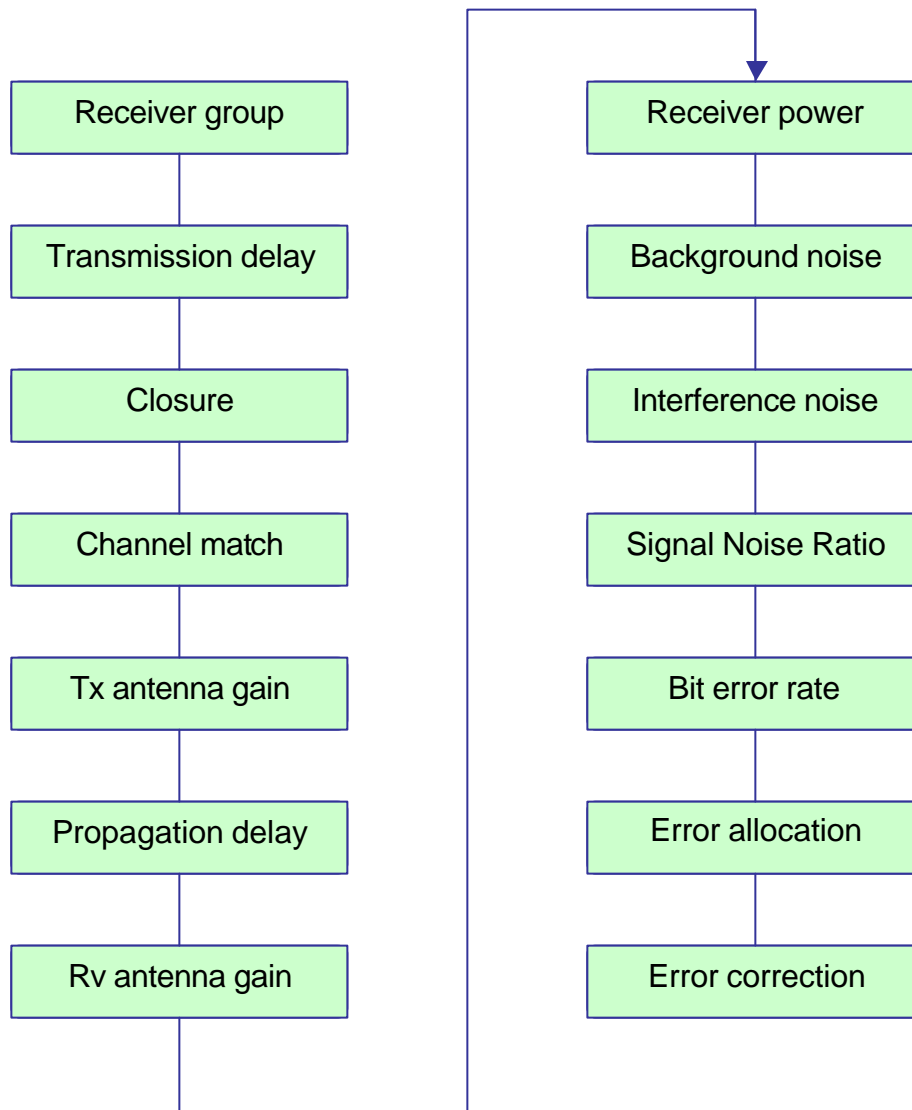 Receiver group
Transmission delay
Closure
Channel match
Tx antenna gain
Propagation delay
Rv antenna gain
Receiver power
Background noise
Interference noise
Signal Noise Ratio
Bit error rate
Error allocation
Error correction